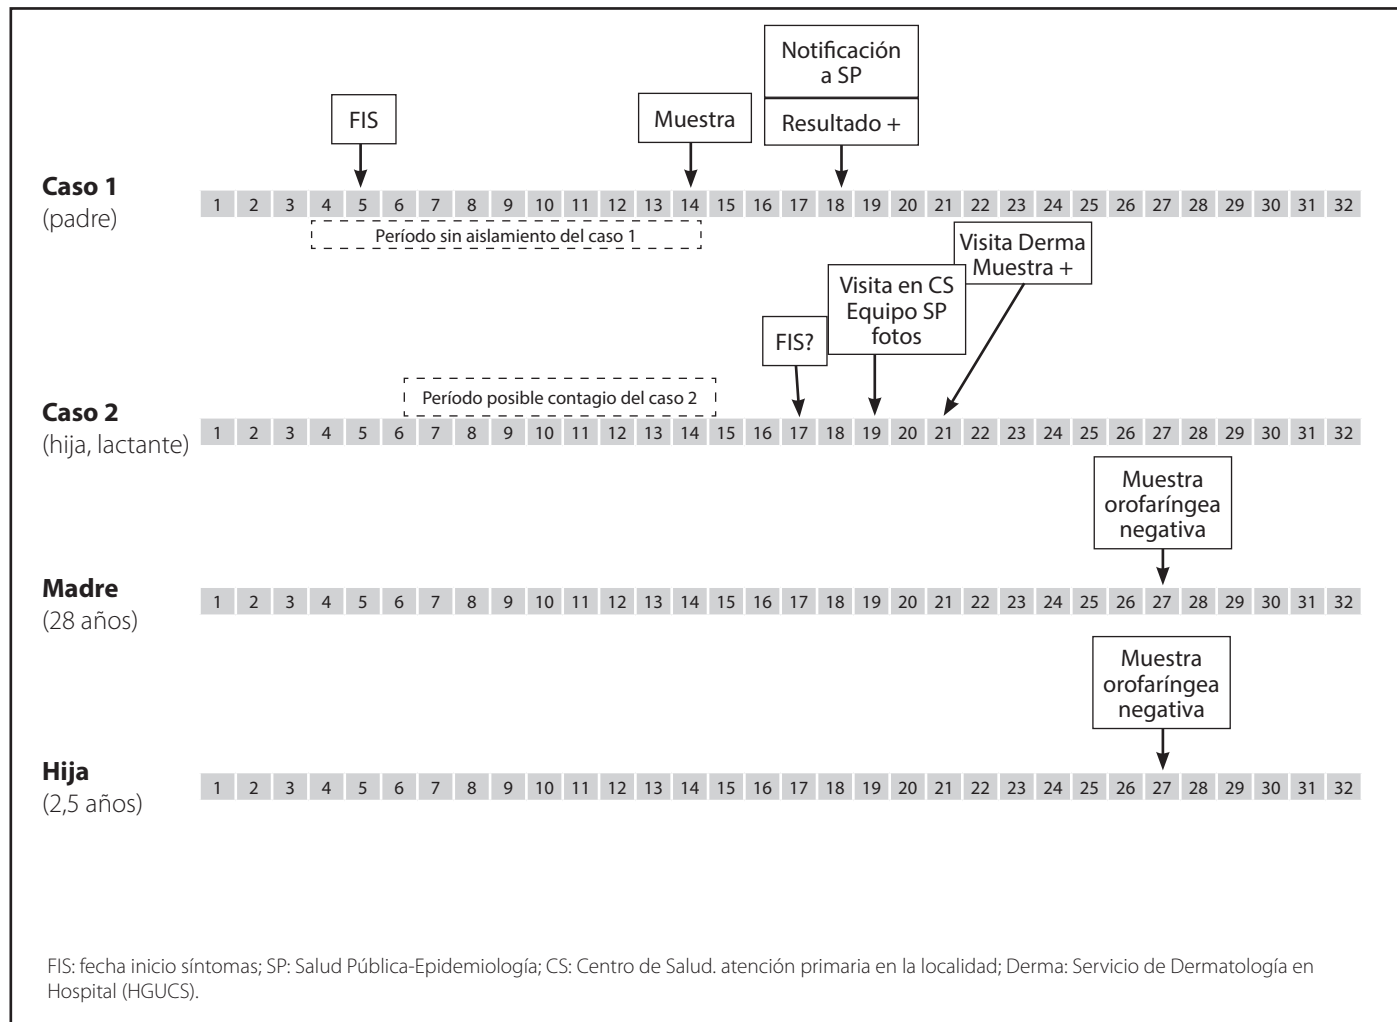 Notificación
a SP
FIS
Muestra
Resultado +
Caso 1
(padre)
1 2 3 4 5 6 7 8 9 10 11 12 13 14 15 16 17 18 19 20 21 22 23 24 25 26 27 28 29 30 31 32
Período sin aislamiento del caso 1
Visita Derma
Muestra +
Visita en CS
Equipo SP
fotos
FIS?
Período posible contagio del caso 2
Caso 2
(hija, lactante)
1 2 3 4 5 6 7 8 9 10 11 12 13 14 15 16 17 18 19 20 21 22 23 24 25 26 27 28 29 30 31 32
Muestra
orofaríngea
negativa
Madre
(28 años)
1 2 3 4 5 6 7 8 9 10 11 12 13 14 15 16 17 18 19 20 21 22 23 24 25 26 27 28 29 30 31 32
Muestra
orofaríngea
negativa
Hija
(2,5 años)
1 2 3 4 5 6 7 8 9 10 11 12 13 14 15 16 17 18 19 20 21 22 23 24 25 26 27 28 29 30 31 32
FIS: fecha inicio síntomas; SP: Salud Pública-Epidemiología; CS: Centro de Salud. atención primaria en la localidad; Derma: Servicio de Dermatología en
Hospital (HGUCS).